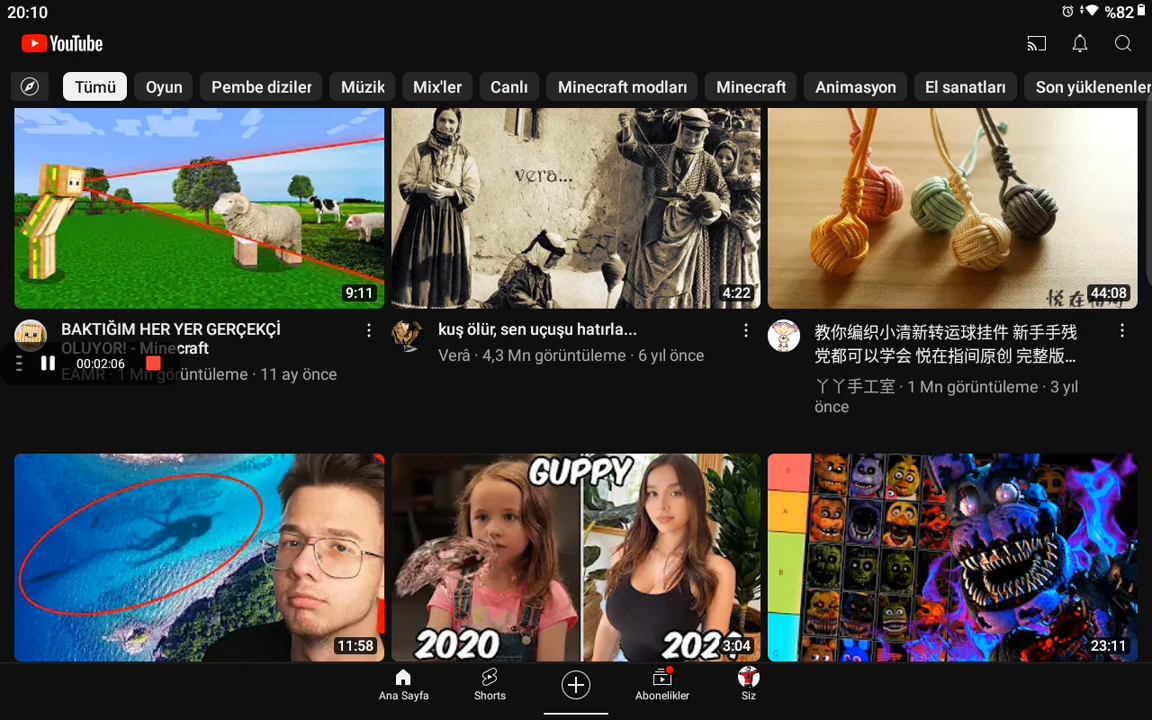 20:10
%82
YouTube
Tümü
Oyun
Pembe diziler
Müzik
Mix'ler
Canlı
Minecraft modları
Minecraft
Animasyon
El sanatları
Son yüklenenler
9:11
vera...
4:22
悦在指间
44:08
BAKTIĞIM HER YER GERÇEKÇİ
OLUYOR! - Minecraft
EAMR · 1 Mn görüntüleme · 11 ay önce
00:02:06
kuş ölür, sen uçuşu hatırla...
Verâ · 4,3 Mn görüntüleme · 6 yıl önce
教你编织小清新转运球挂件 新手手残
党都可以学会 悦在指间原创 完整版...
丫丫手工室 · 1 Mn görüntüleme · 3 yıl
önce
11:58
GUPPY
2020
202
3:04
S
A
B
C
23:11
Ana Sayfa
Shorts
Abonelikler
Siz